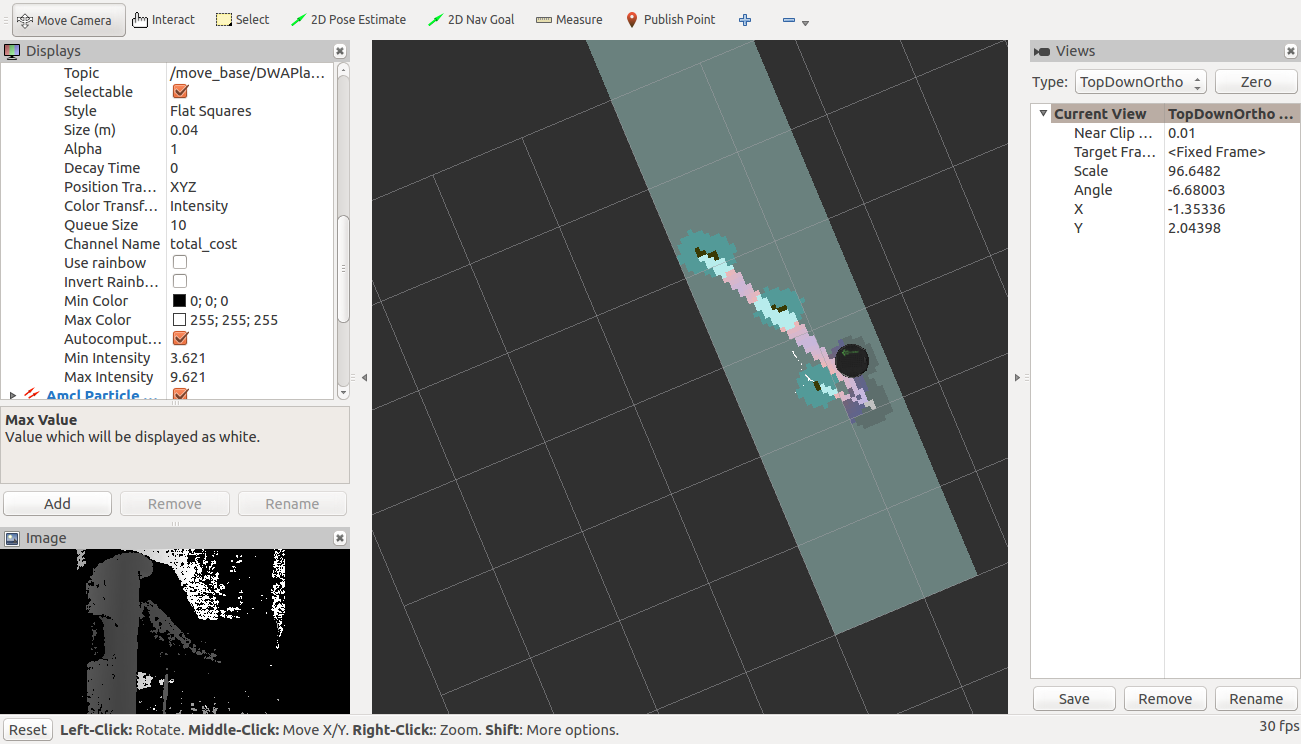 Move Camera Interact Select 2D Pose Estimate 2D Nav Goal Measure Publish Point
Displays
Topic /move_base/DWAPla...
Selectable
Style Flat Squares
Size (m) 0.04
Alpha 1
Decay Time 0
Position Tra... XYZ
Color Transf... Intensity
Queue Size 10
Channel Name total_cost
Use rainbow
Invert Rainb...
Min Color 0; 0; 0
Max Color 255; 255; 255
Autocomput...
Min Intensity 3.621
Max Intensity 9.621
Amcl Particle ...
Max Value
Value which will be displayed as white.
Add Remove Rename
Image
Views
Type: TopDownOrtho Zero
Current View TopDownOrtho ...
Near Clip ... 0.01
Target Fra... <Fixed Frame>
Scale 96.6482
Angle -6.68003
X -1.35336
Y 2.04398
Save Remove Rename
Reset Left-Click: Rotate. Middle-Click: Move X/Y. Right-Click:: Zoom. Shift: More options. 30 fps